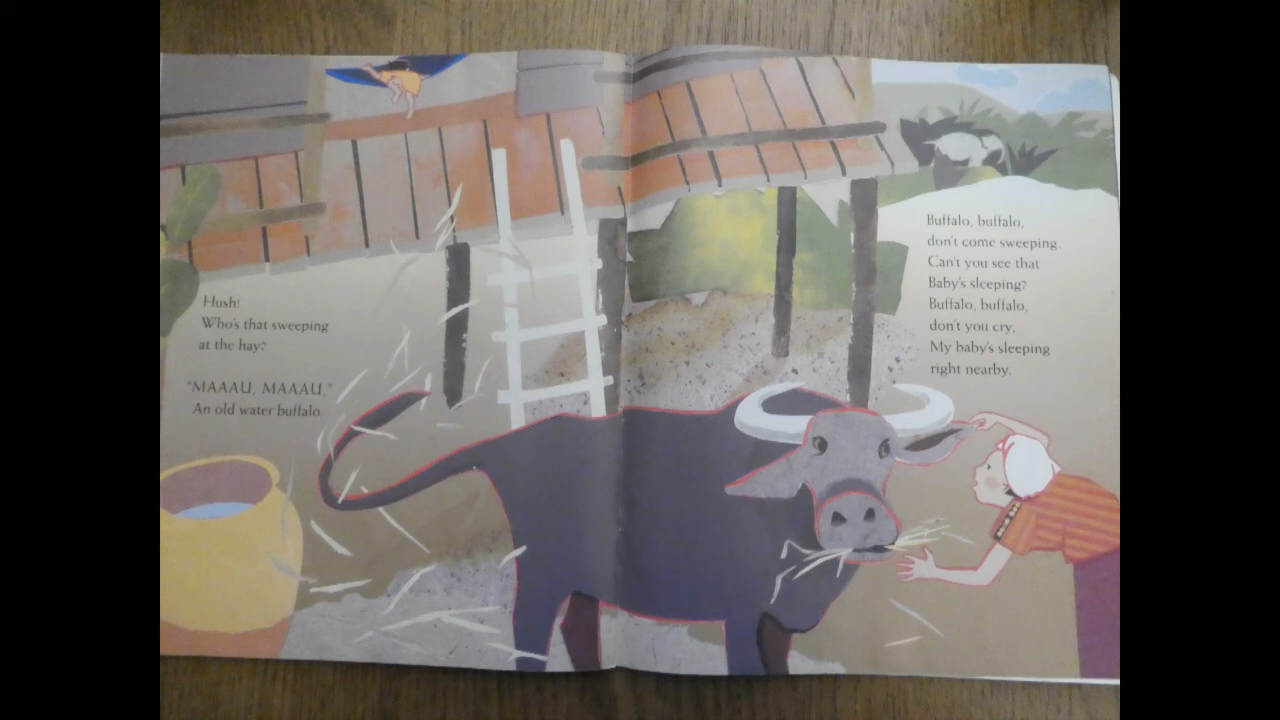 Hush!
Who's that sweeping
at the hay?
"MAAAU, MAAAU,"
An old water buffalo.
Buffalo, buffalo,
don't come sweeping.
Can't you see that
Baby's sleeping?
Buffalo, buffalo,
don't you cry,
My baby's sleeping
right nearby.